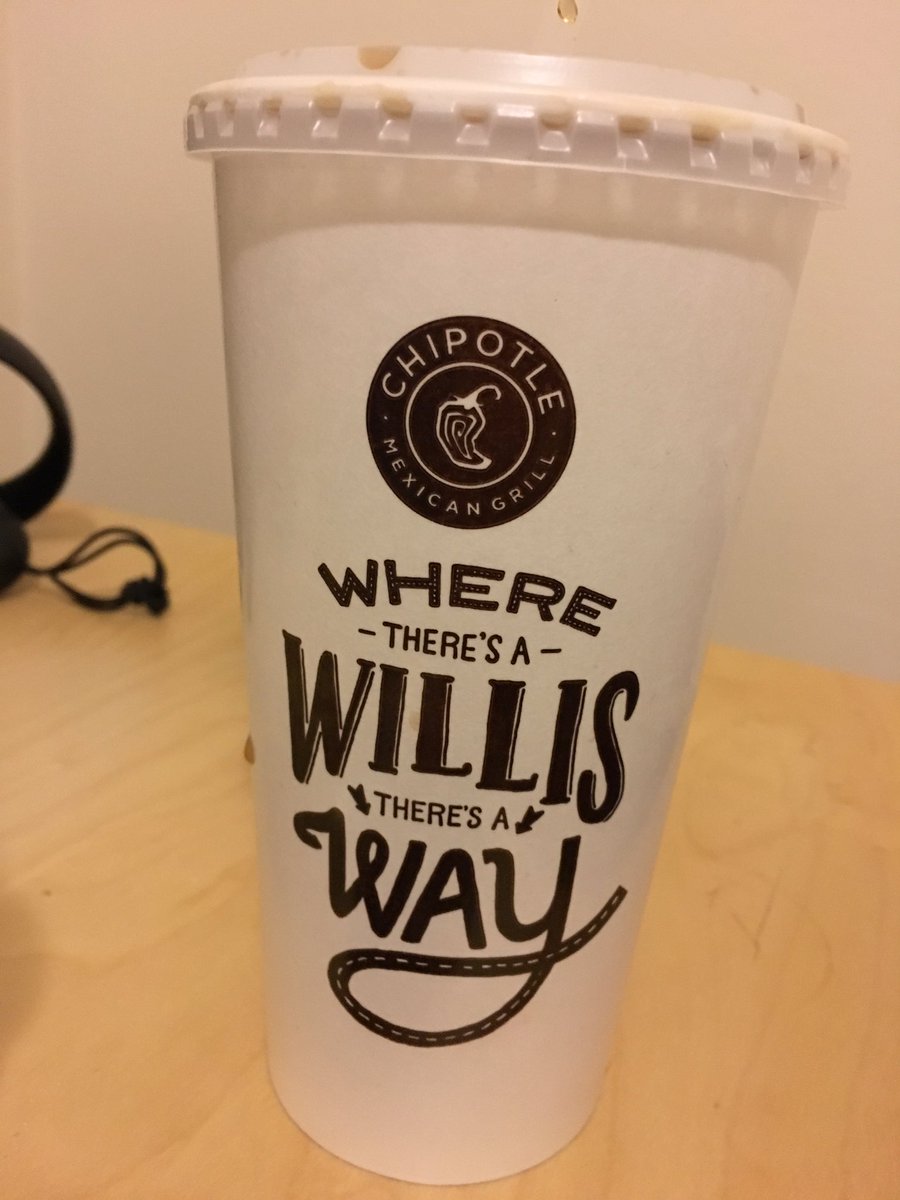 CHIPOTLE
MEXICAN GRILL
WHERE
THERE'S A
WILLIS
THERE'S A
WAY